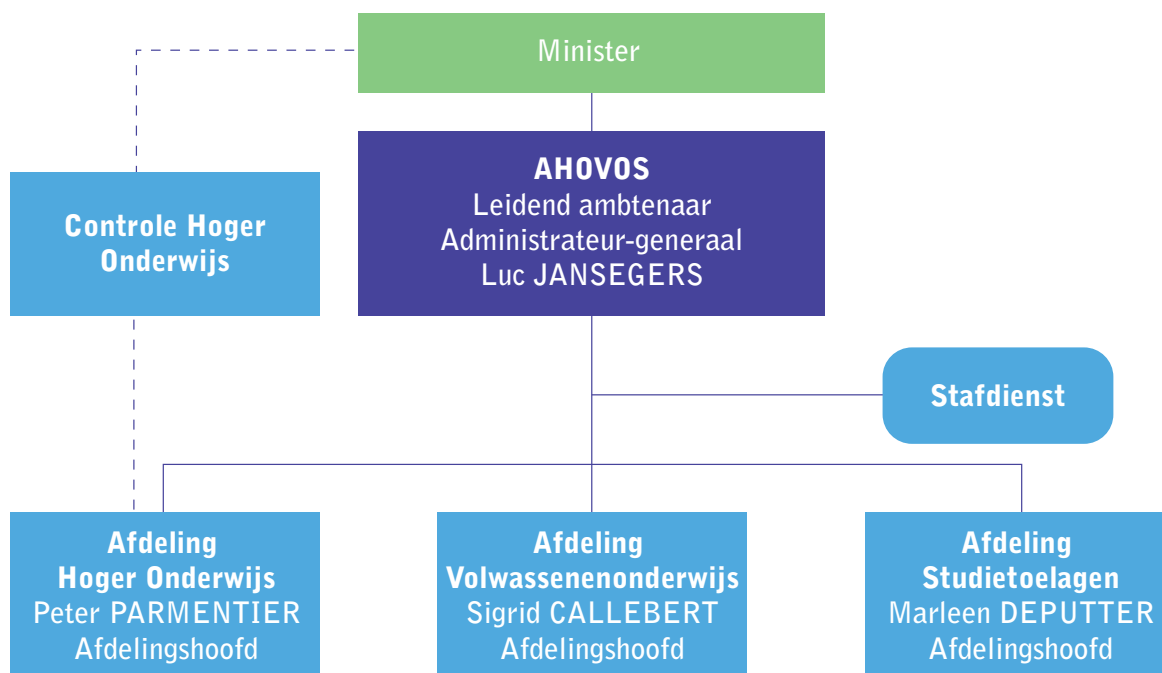 Minister
AHOVOS
Leidend ambtenaar
Administrateur-generaal
Luc JANSEGERS
Controle Hoger
Onderwijs
Stafdienst
Afdeling
Hoger Onderwijs
Peter PARMENTIER
Afdelingshoofd
Afdeling
Volwassenenonderwijs
Sigrid CALLEBERT
Afdelingshoofd
Afdeling
Studietoelagen
Marleen DEPUTTER
Afdelingshoofd